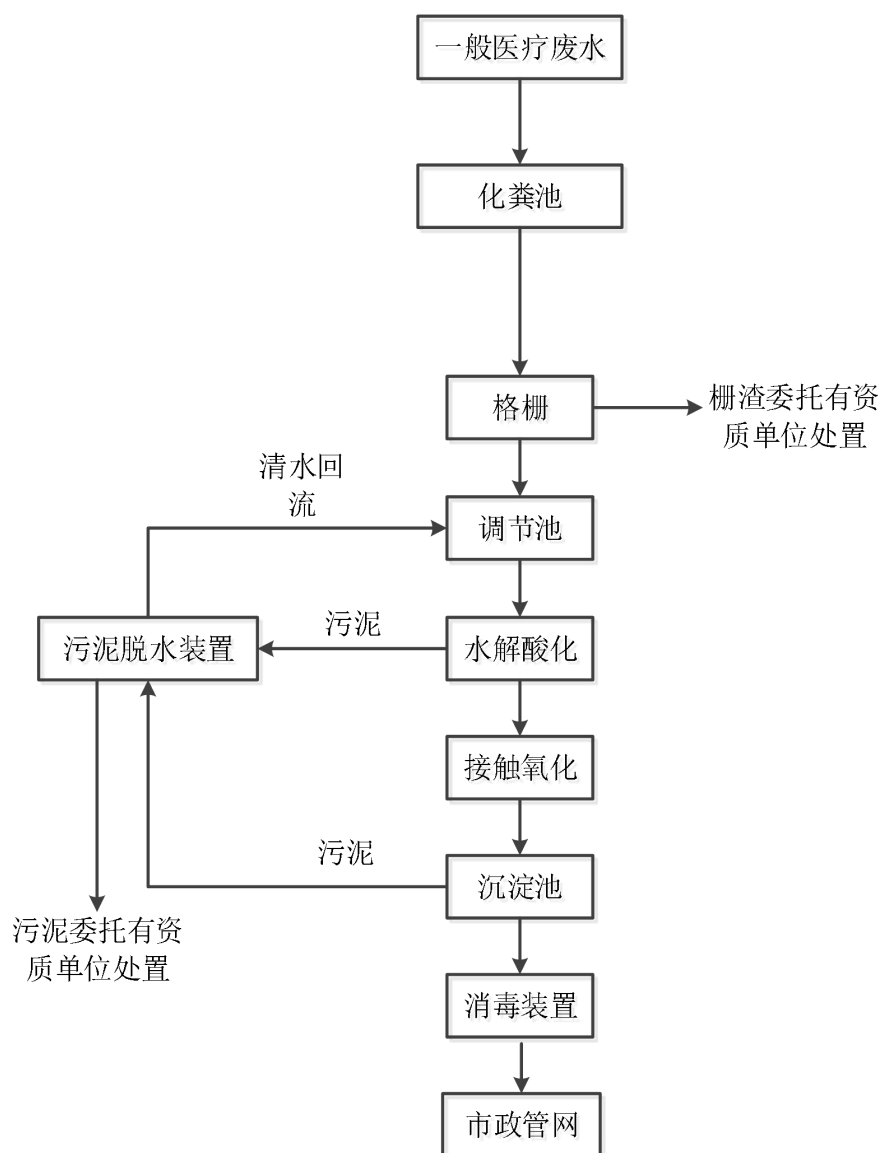 一般医疗废水
化粪池
格栅
栅渣委托有资
质单位处置
清水回
流
调节池
污泥脱水装置
污泥
水解酸化
接触氧化
污泥
沉淀池
污泥委托有资
质单位处置
消毒装置
市政管网